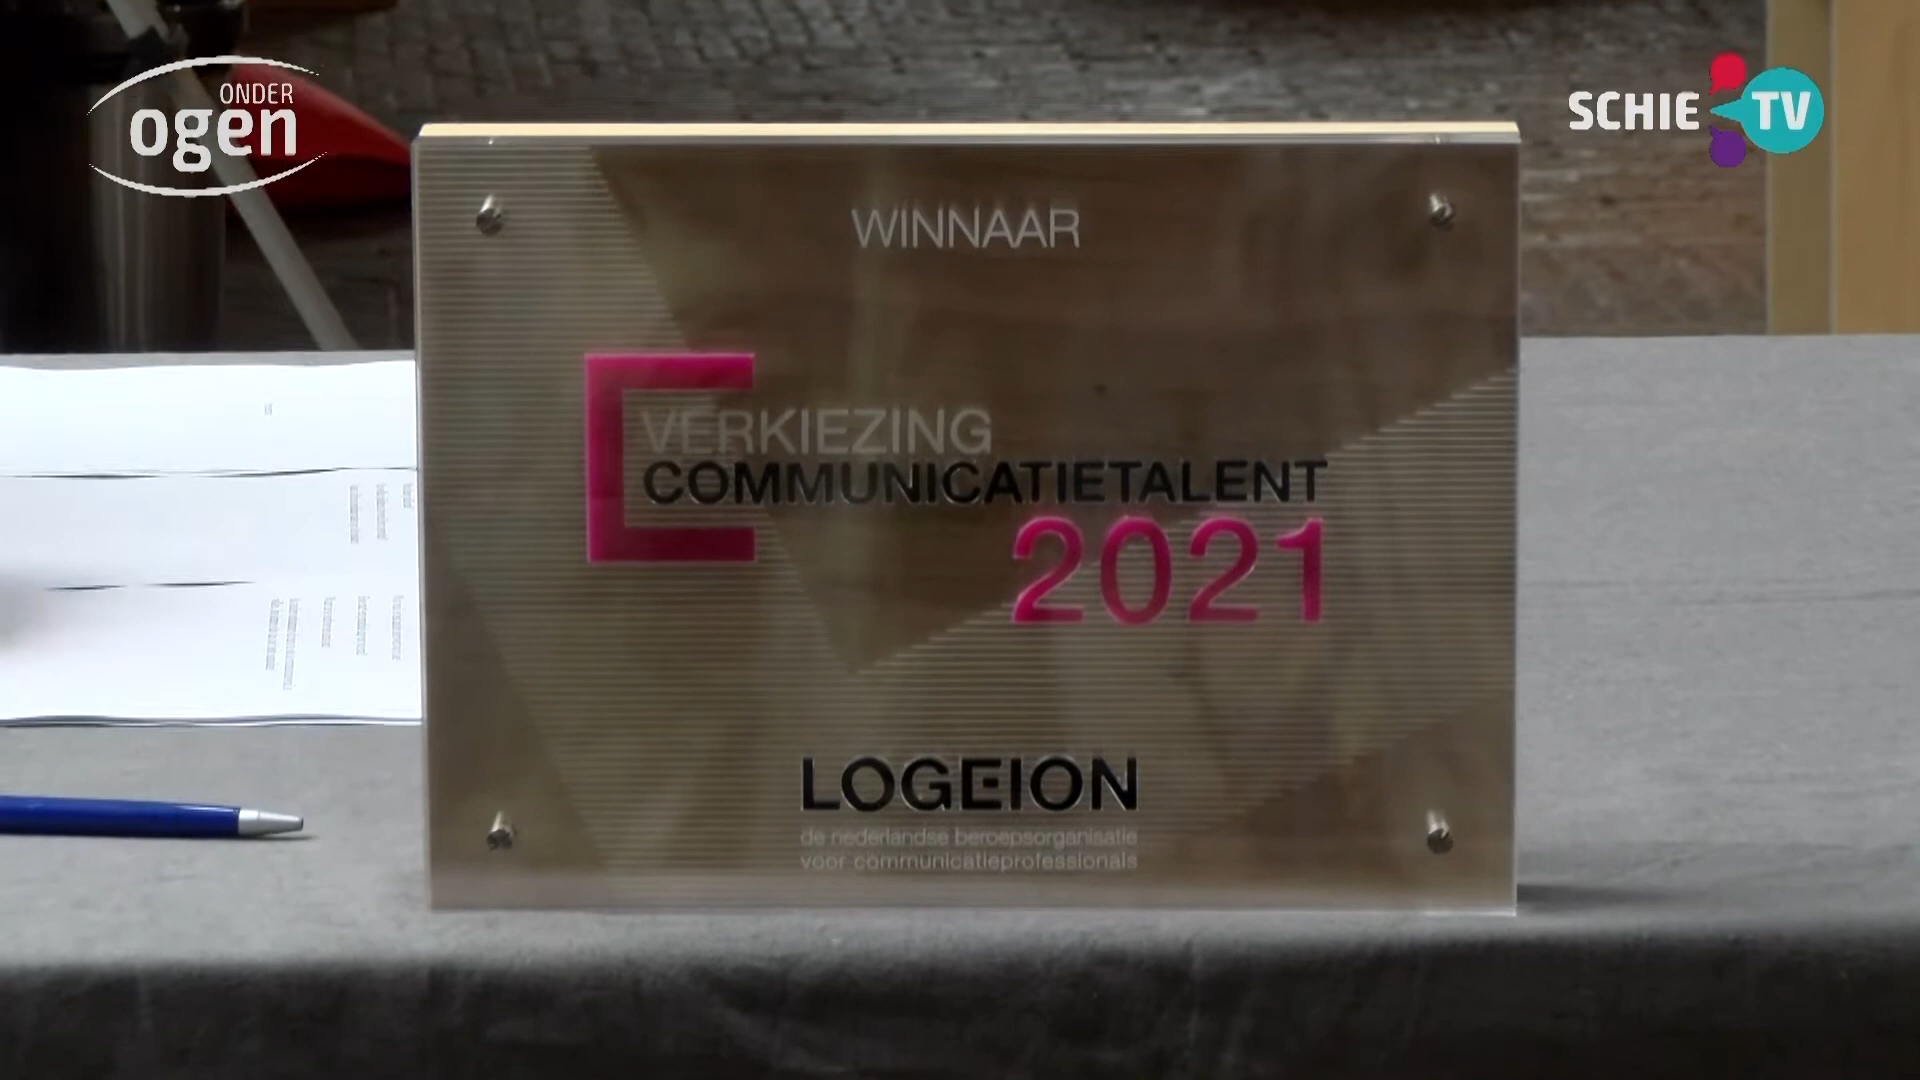 ONDER
ogen
SCHIE TV
WINNAAR
VERKIEZING
COMMUNICATIETALENT
2021
LOGEION
de nederlandse beroepsorganisatie
voor communicatieprofessionals